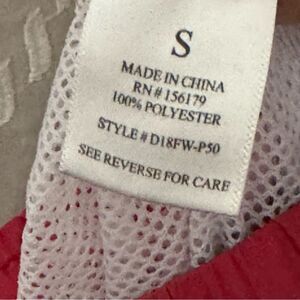 S
MADE IN CHINA
RN # 156179
100% POLYESTER
STYLE # D18FW-P50
SEE REVERSE FOR CARE